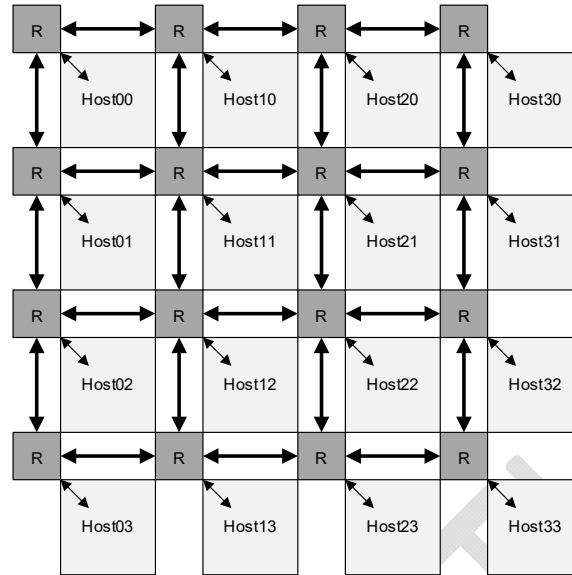 R R R R
Host00 Host10 Host20 Host30
R R R R
Host01 Host11 Host21 Host31
R R R R
Host02 Host12 Host22 Host32
R R R R
Host03 Host13 Host23 Host33